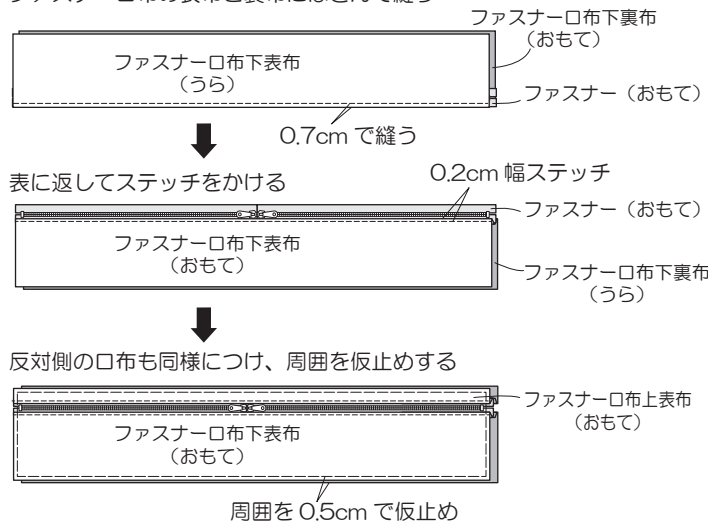 ファスナー口布下裏布
（おもて）
ファスナー口布下表布
（うら）
ファスナー（おもて）
0.7cm で縫う
表に返してステッチをかける
0.2cm 幅ステッチ
ファスナー（おもて）
ファスナー口布下表布
（おもて）
ファスナー口布下裏布
（うら）
反対側の口布も同様につけ、周囲を仮止めする
ファスナー口布上表布
（おもて）
ファスナー口布下表布
（おもて）
周囲を 0.5cm で仮止め